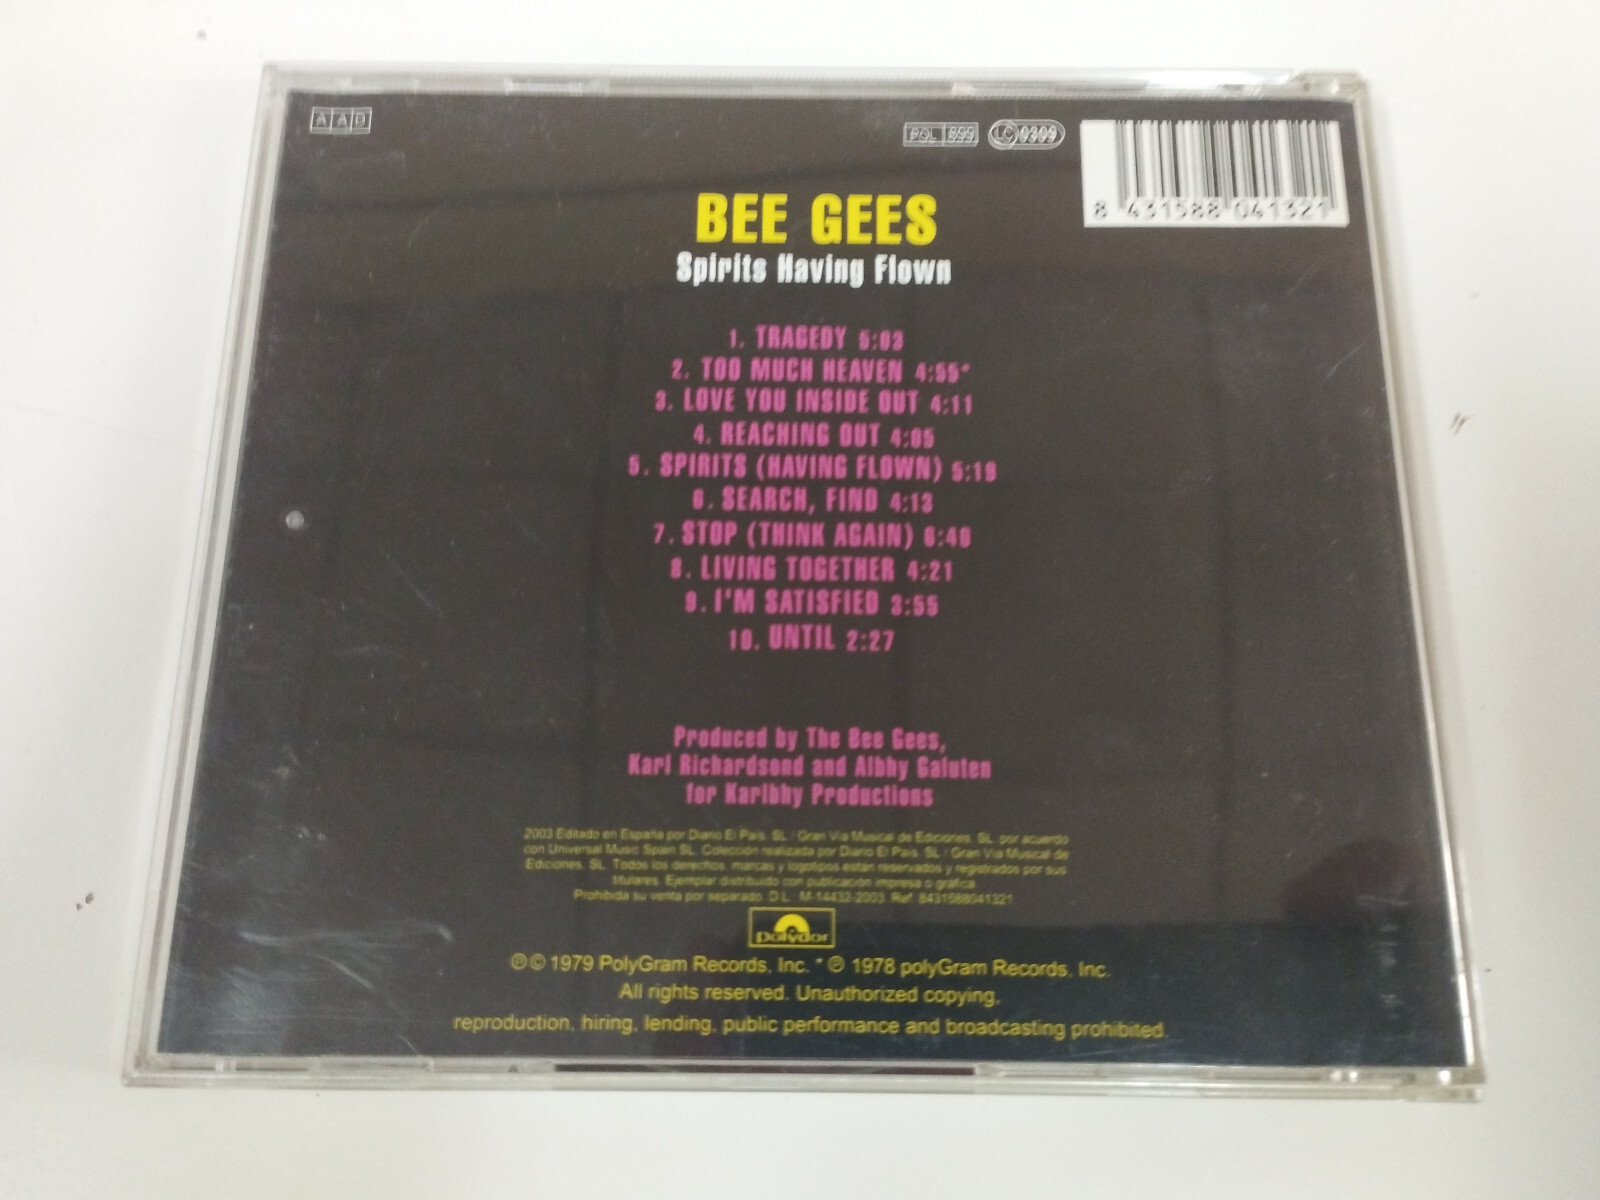 AAD
POL 899 LC 0309
8 431588 041321
BEE GEES
Spirits Having Flown
1. TRAGEDY 5:03
2. TOO MUCH HEAVEN 4:55*
3. LOVE YOU INSIDE OUT 4:11
4. REACHING OUT 4:05
5. SPIRITS (HAVING FLOWN) 5:19
6. SEARCH, FIND 4:13
7. STOP (THINK AGAIN) 6:40
8. LIVING TOGETHER 4:21
9. I'M SATISFIED 3:55
10. UNTIL 2:27
Produced by The Bee Gees,
Karl Richardsond and Albhy Galuten
for Karlbhy Productions
2003 Editado en España por Diario El País, SL / Gran Vía Musical de Ediciones, SL, por acuerdo
con Universal Music Spain SL. Colección realizada por Diario El País, SL / Gran Vía Musical de
Ediciones, SL. Todos los derechos, marcas y logotipos están reservados y registrados por sus
titulares. Ejemplar distribuido con publicación impresa o gráfica.
Prohibida su venta por separado. D.L.: M-14432-2003. Ref: 8431588041321
polydor
℗© 1979 PolyGram Records, Inc. * ℗ 1978 polyGram Records, Inc.
All rights reserved. Unauthorized copying,
reproduction, hiring, lending, public performance and broadcasting prohibited.